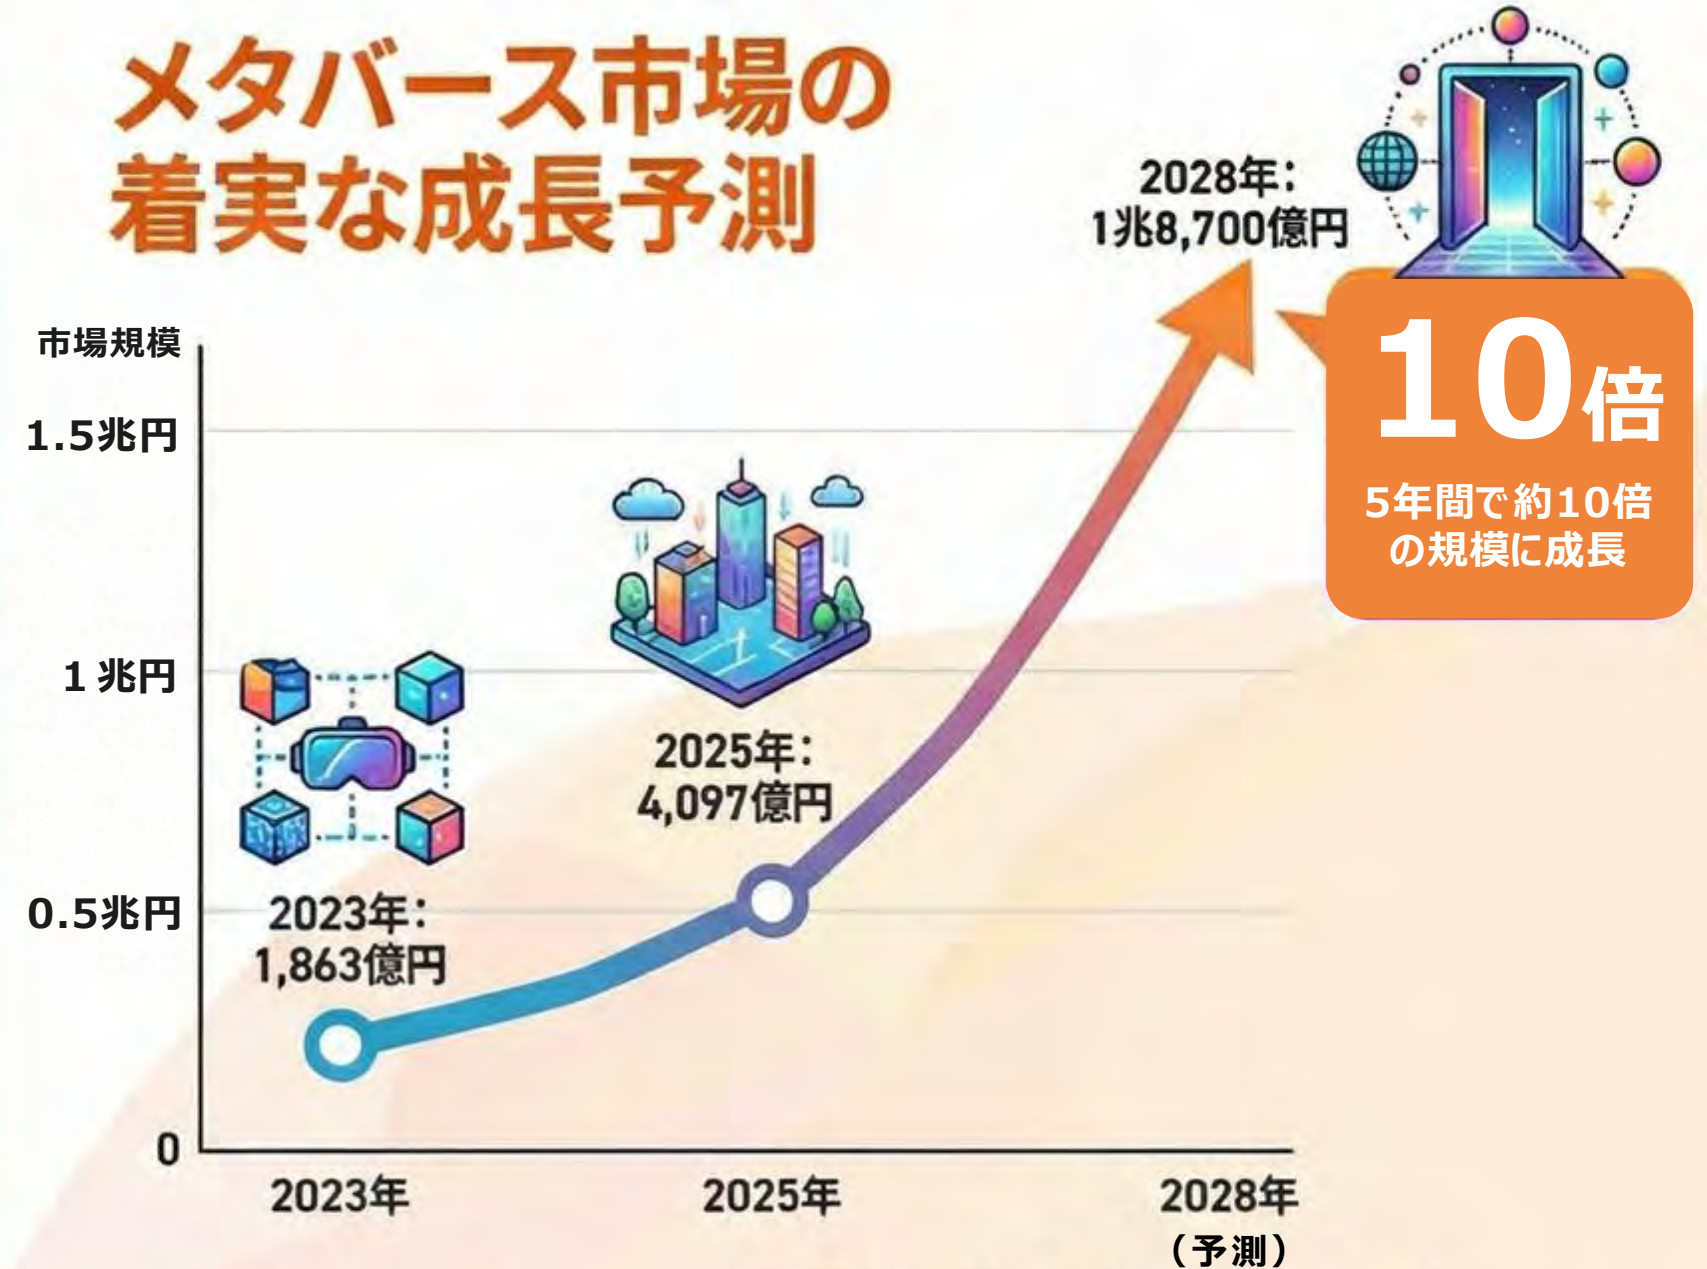 メタバース市場の
着実な成長予測
2028年：
1兆8,700億円
10倍
5年間で約10倍
の規模に成長
市場規模
1.5兆円
1兆円
0.5兆円
0
2025年：
4,097億円
2023年：
1,863億円
2023年
2025年
2028年
（予測）